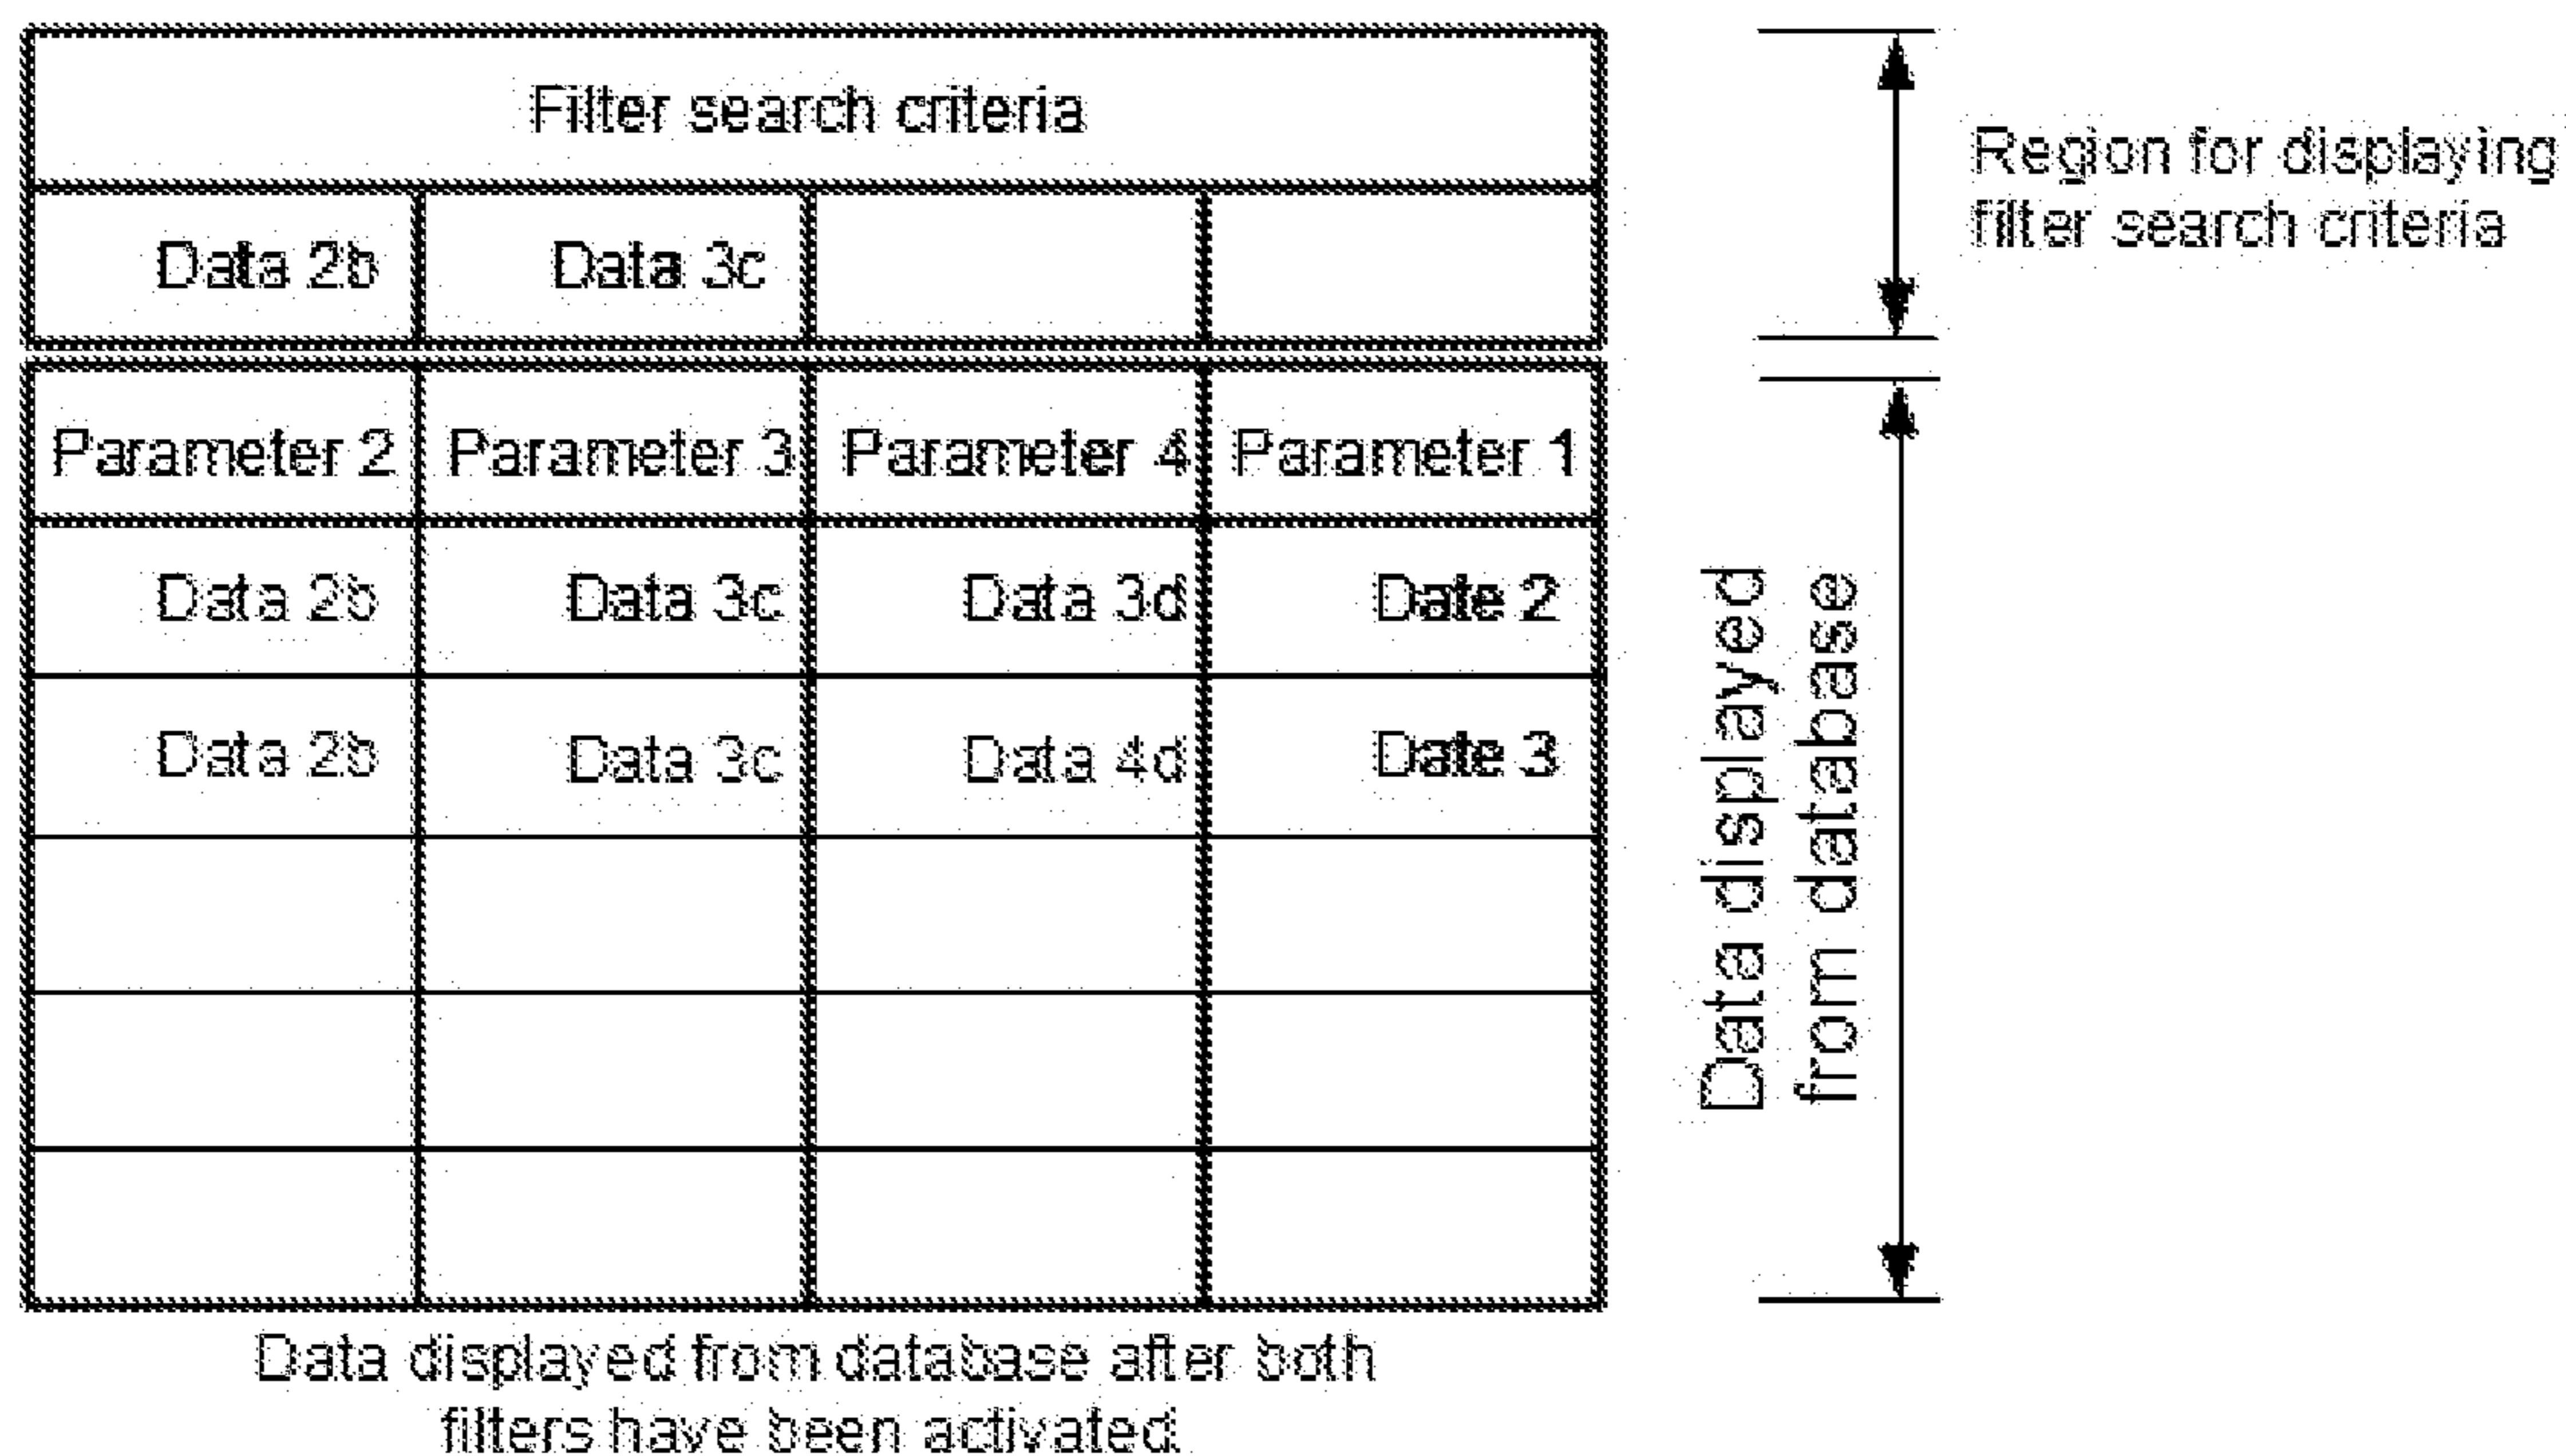 Filter search criteria
Data 2b Data 3c
Region for displaying
filter search criteria
Parameter 2 Parameter 3 Parameter 4 Parameter 1
Data 2b Data 3c Data 3d Date 2
Data 2b Data 3c Data 4d Date 3
Data displayed
from database
Data displayed from database after both
filters have been activated